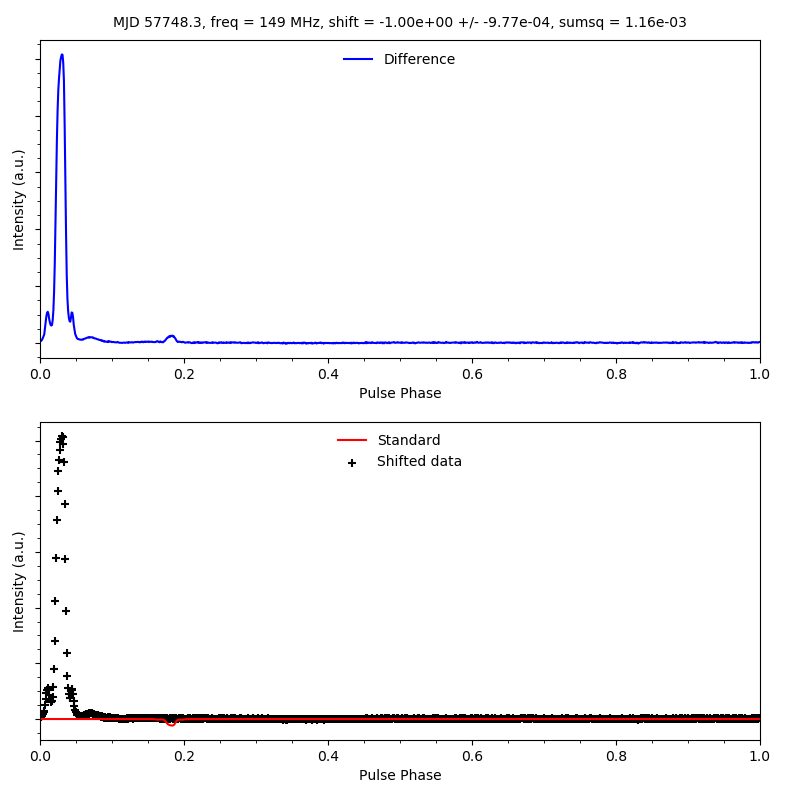 MJD 57748.3, freq = 149 MHz, shift = -1.00e+00 +/- -9.77e-04, sumsq = 1.16e-03
Difference
Intensity (a.u.)
0.0 0.2 0.4 0.6 0.8 1.0
Pulse Phase
Standard
Shifted data
Intensity (a.u.)
0.0 0.2 0.4 0.6 0.8 1.0
Pulse Phase